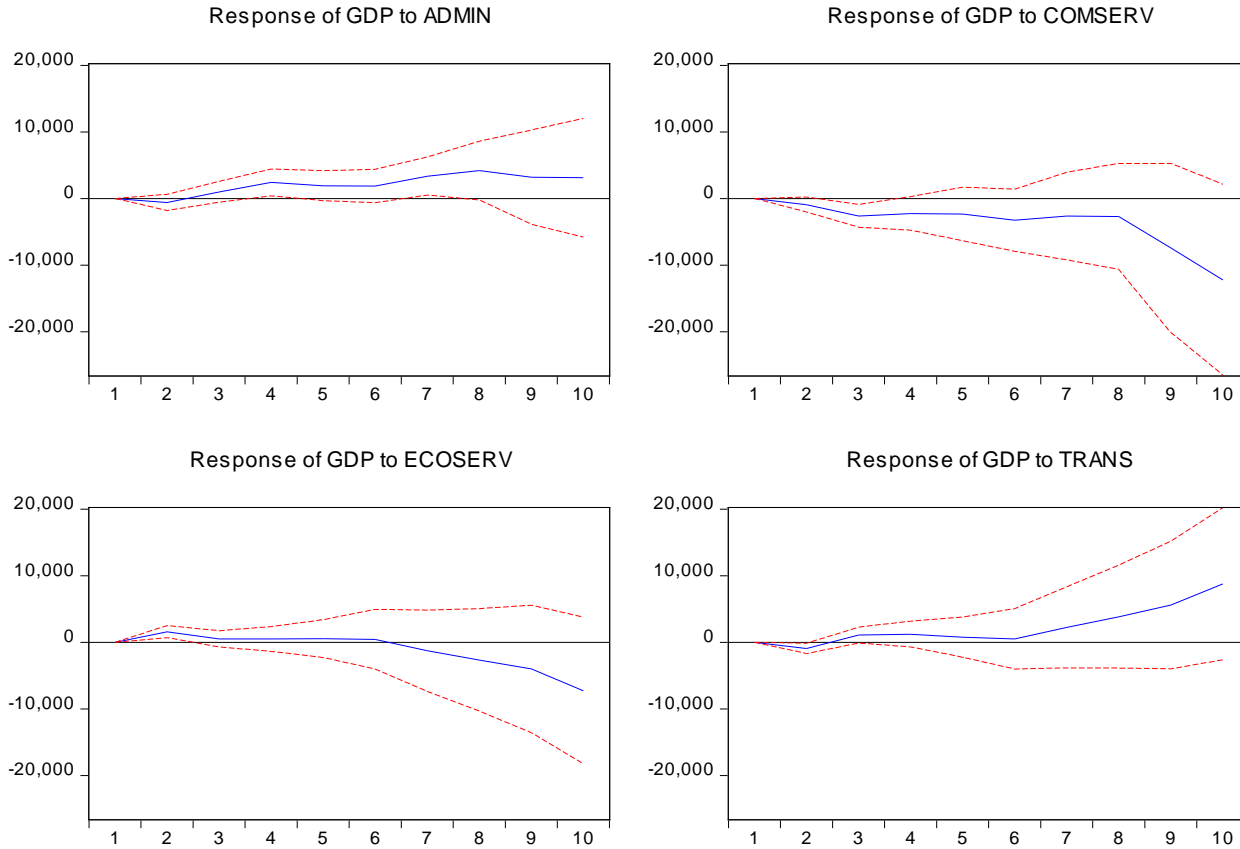 Response of GDP to ADMIN
20,000
10,000
0
-10,000
-20,000
1 2 3 4 5 6 7 8 9 10
Response of GDP to COMSERV
20,000
10,000
0
-10,000
-20,000
1 2 3 4 5 6 7 8 9 10
Response of GDP to ECOSERV
20,000
10,000
0
-10,000
-20,000
1 2 3 4 5 6 7 8 9 10
Response of GDP to TRANS
20,000
10,000
0
-10,000
-20,000
1 2 3 4 5 6 7 8 9 10